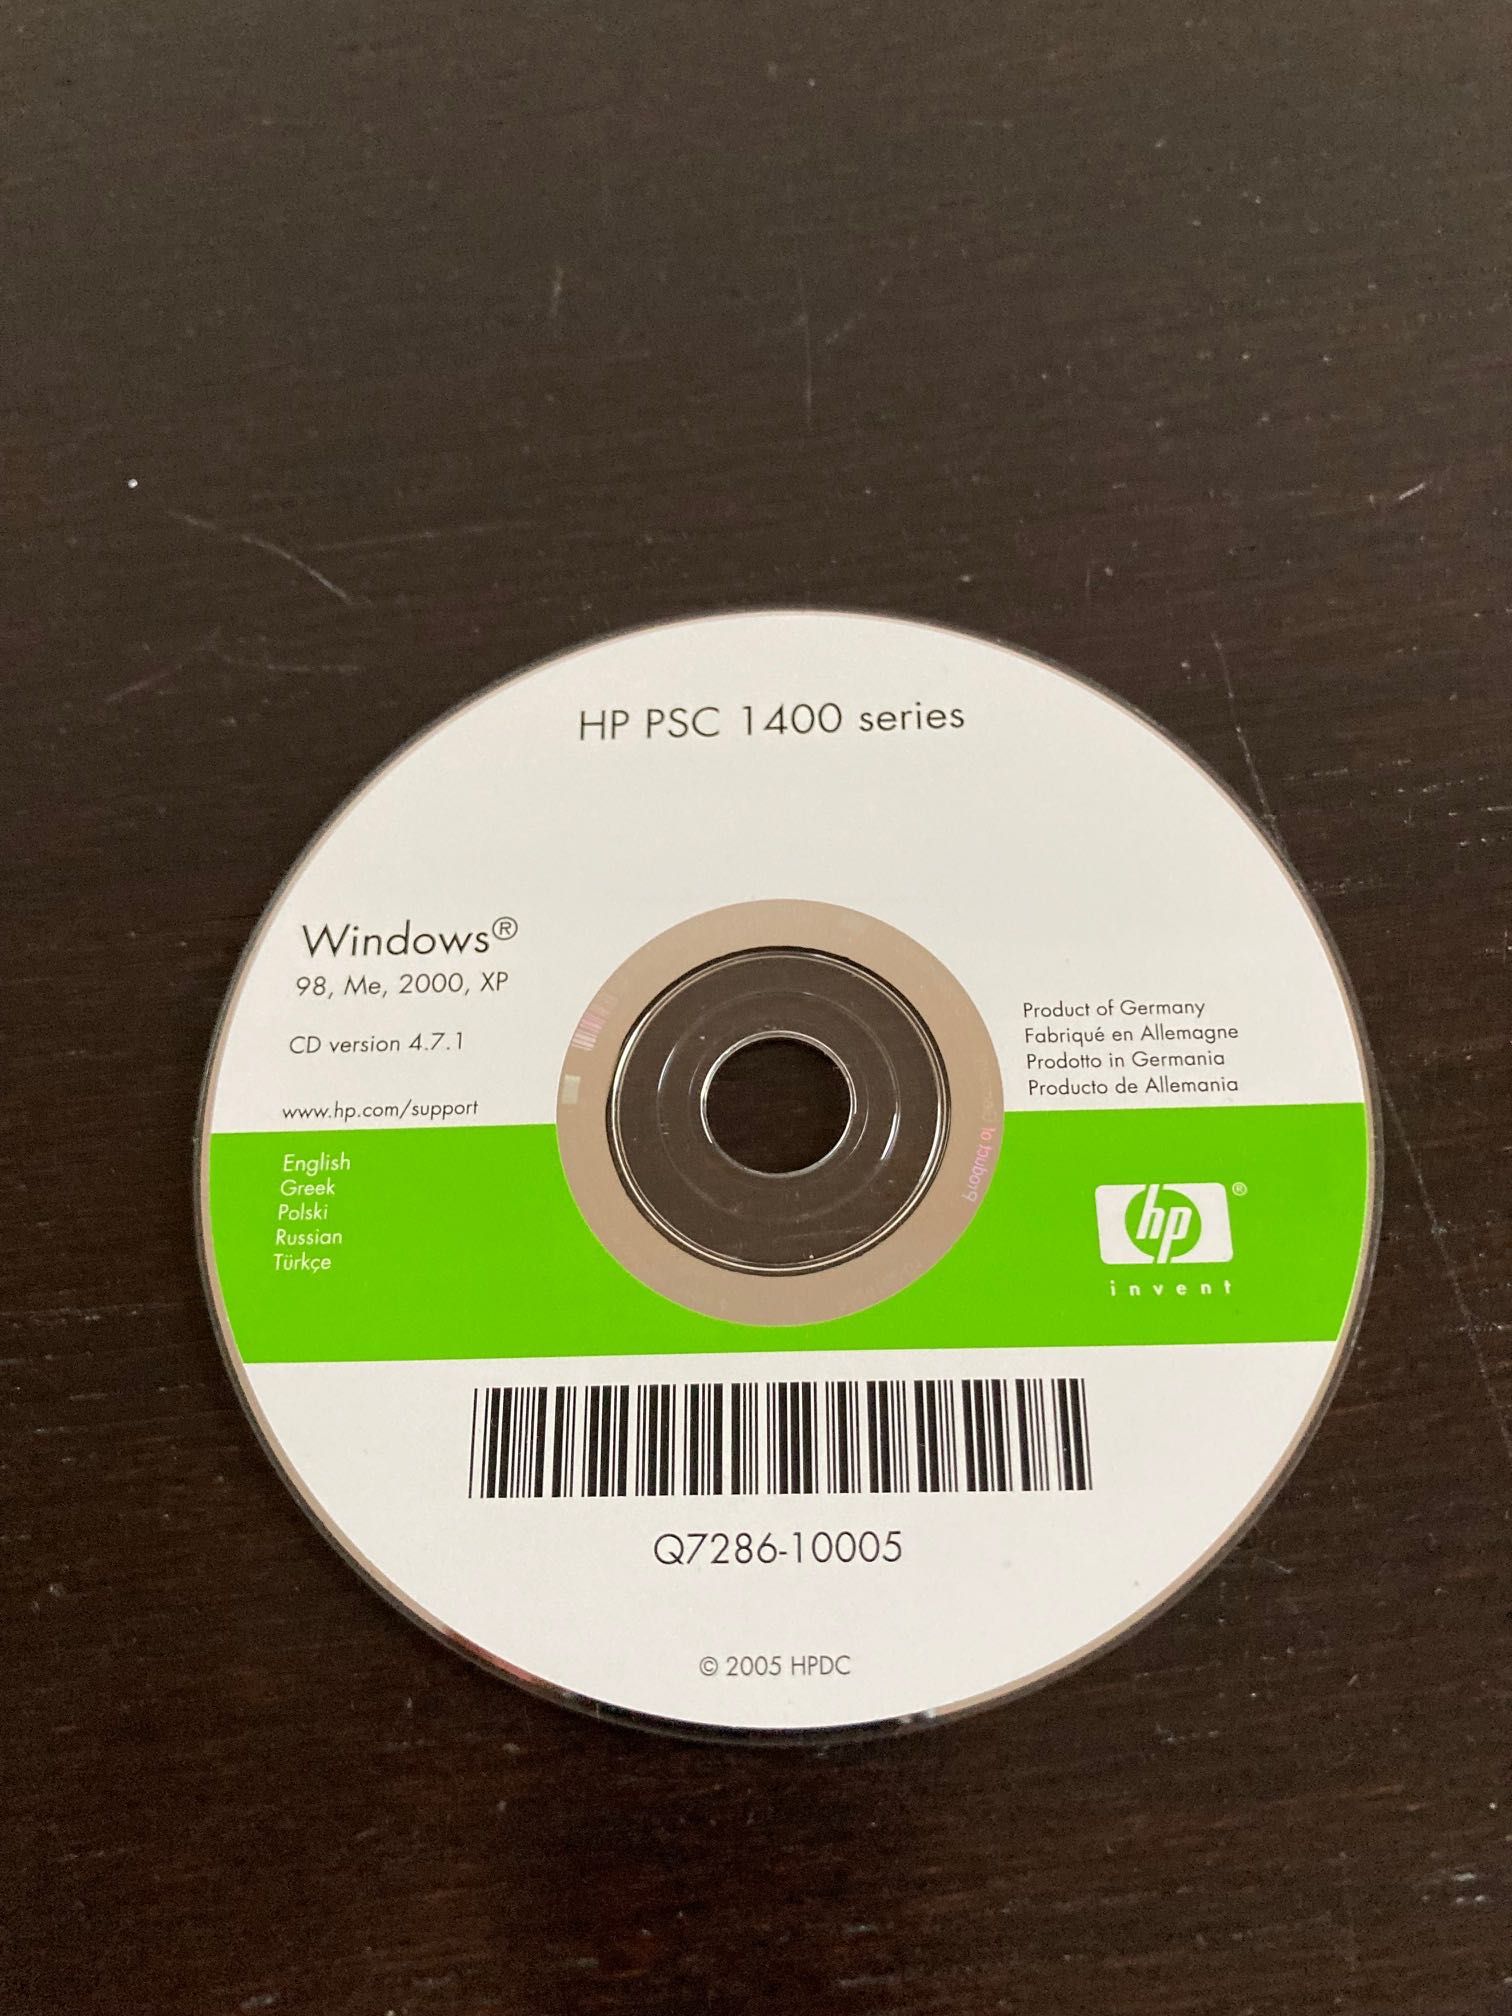 HP PSC 1400 series
Windows®
98, Me, 2000, XP
CD version 4.7.1
www.hp.com/support
Product of Germany
Fabriqué en Allemagne
Prodotto in Germania
Producto de Allemania
English
Greek
Polski
Russian
Türkçe
hp®
invent
Q7286-10005
© 2005 HPDC